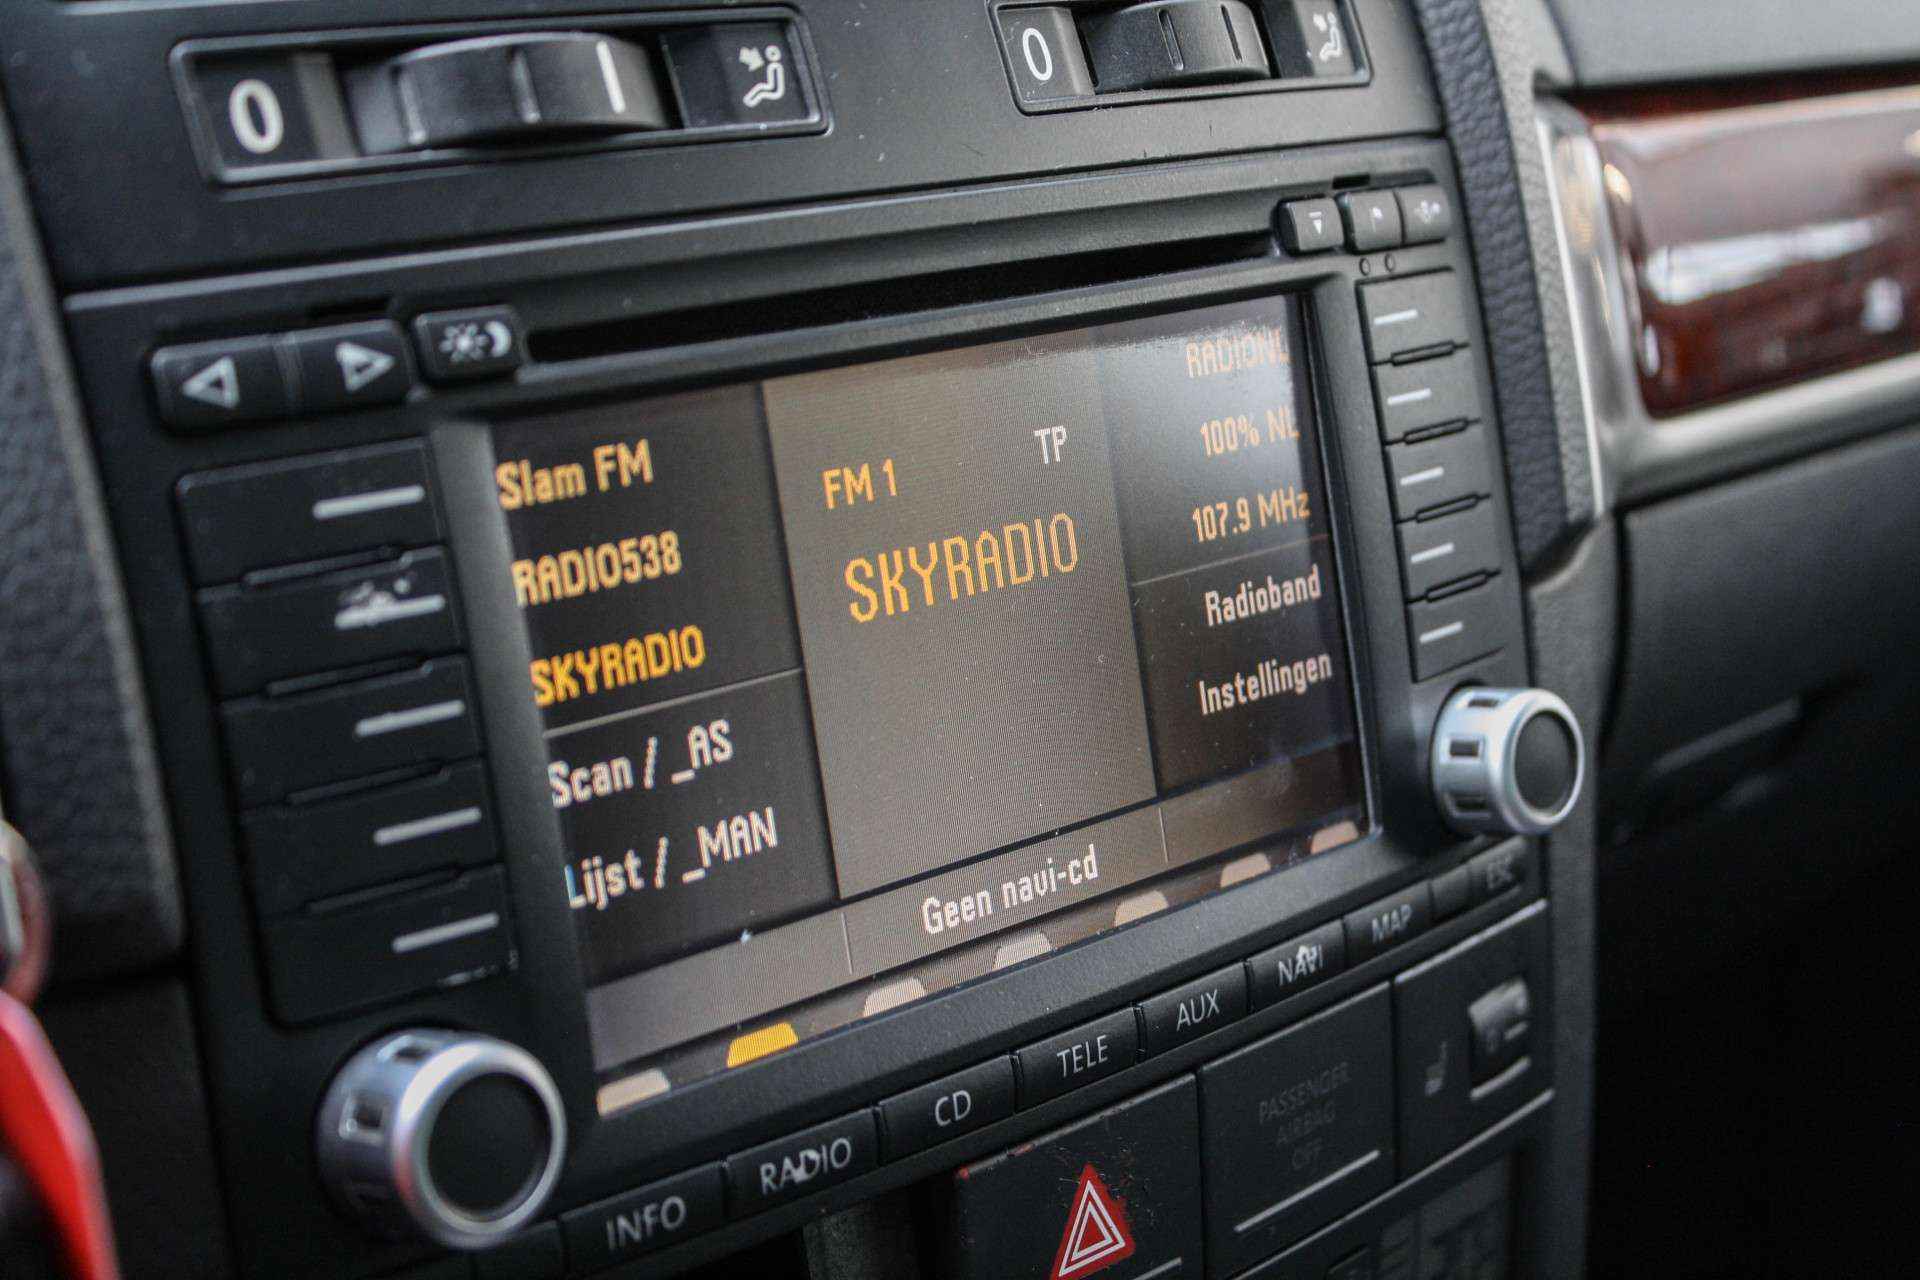 0
0
Slam FM
RADIO538
SKYRADIO
Scan / _AS
Lijst / _MAN
FM 1
TP
SKYRADIO
RADIONL
100% NL
107.9 MHz
Radioband
Instellingen
Geen navi-cd
INFO
RADIO
CD
TELE
AUX
NAVI
MAP
ESC
PASSENGER
AIRBAG
OFF